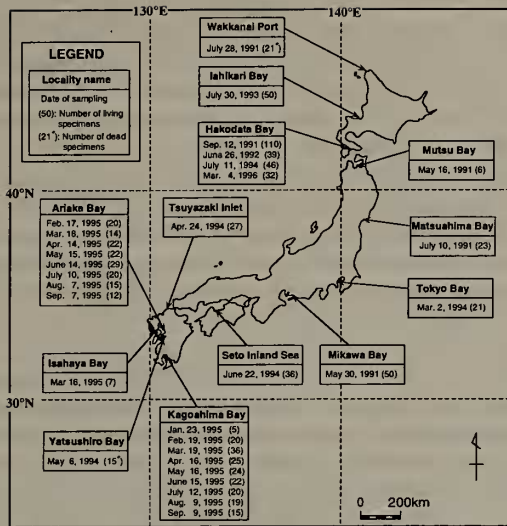 130°E
140°E
LEGEND
Locality name
Date of sampling
(50): Number of living
specimens
(21*): Number of dead
specimens
Wakkanai Port
July 28, 1991 (21*)
Iahikari Bay
July 30, 1993 (50)
Hakodata Bay
Sep. 12, 1991 (110)
June 26, 1992 (39)
July 11, 1994 (46)
Mar. 4, 1996 (32)
Mutsu Bay
May 16, 1991 (6)
40°N
40°N
Ariake Bay
Feb. 17, 1995 (20)
Mar. 18, 1995 (14)
Apr. 14, 1995 (22)
May 15, 1995 (22)
June 14, 1995 (29)
July 10, 1995 (20)
Aug. 7, 1995 (15)
Sep. 7, 1995 (12)
Tsuyazaki Inlet
Apr. 24, 1994 (27)
Matsuahima Bay
July 10, 1991 (23)
Tokyo Bay
Mar. 2, 1994 (21)
Isahaya Bay
Mar 16, 1995 (7)
Seto Inland Sea
June 22, 1994 (36)
Mikawa Bay
May 30, 1991 (50)
30°N
30°N
Yatsushiro Bay
May 6, 1994 (15*)
Kagoahima Bay
Jan. 23, 1995 (5)
Feb. 19, 1995 (20)
Mar. 19, 1995 (36)
Apr. 16, 1995 (25)
May 16, 1995 (24)
June 15, 1995 (22)
July 12, 1995 (20)
Aug. 9, 1995 (19)
Sep. 9, 1995 (15)
0 200km